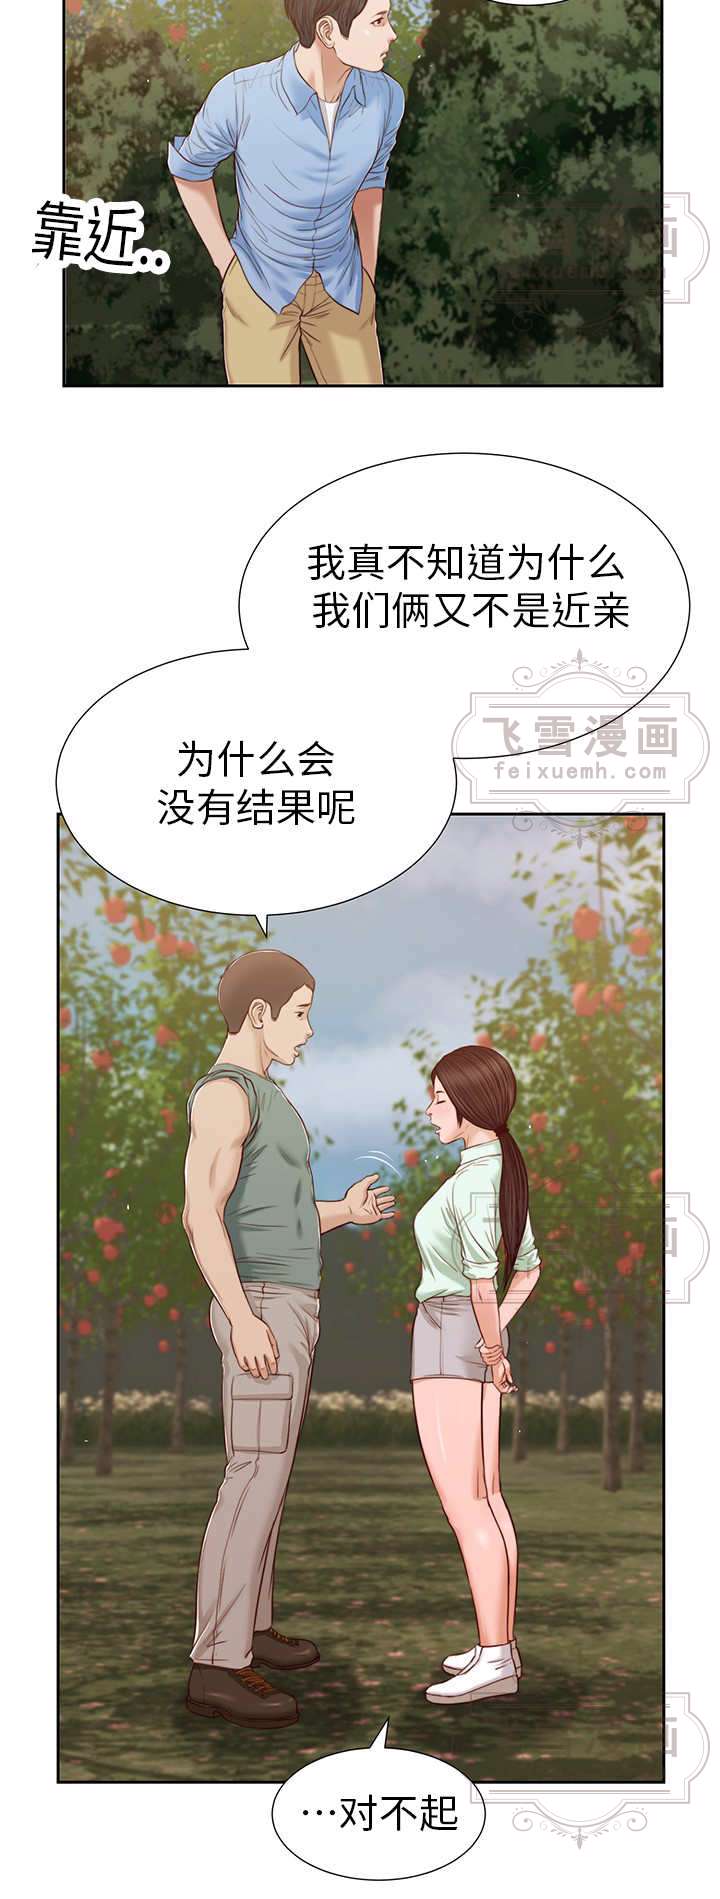 靠近..
我真不知道为什么
我们俩又不是近亲
为什么会
没有结果呢
飞雪漫画
feixuemh.com
…对不起